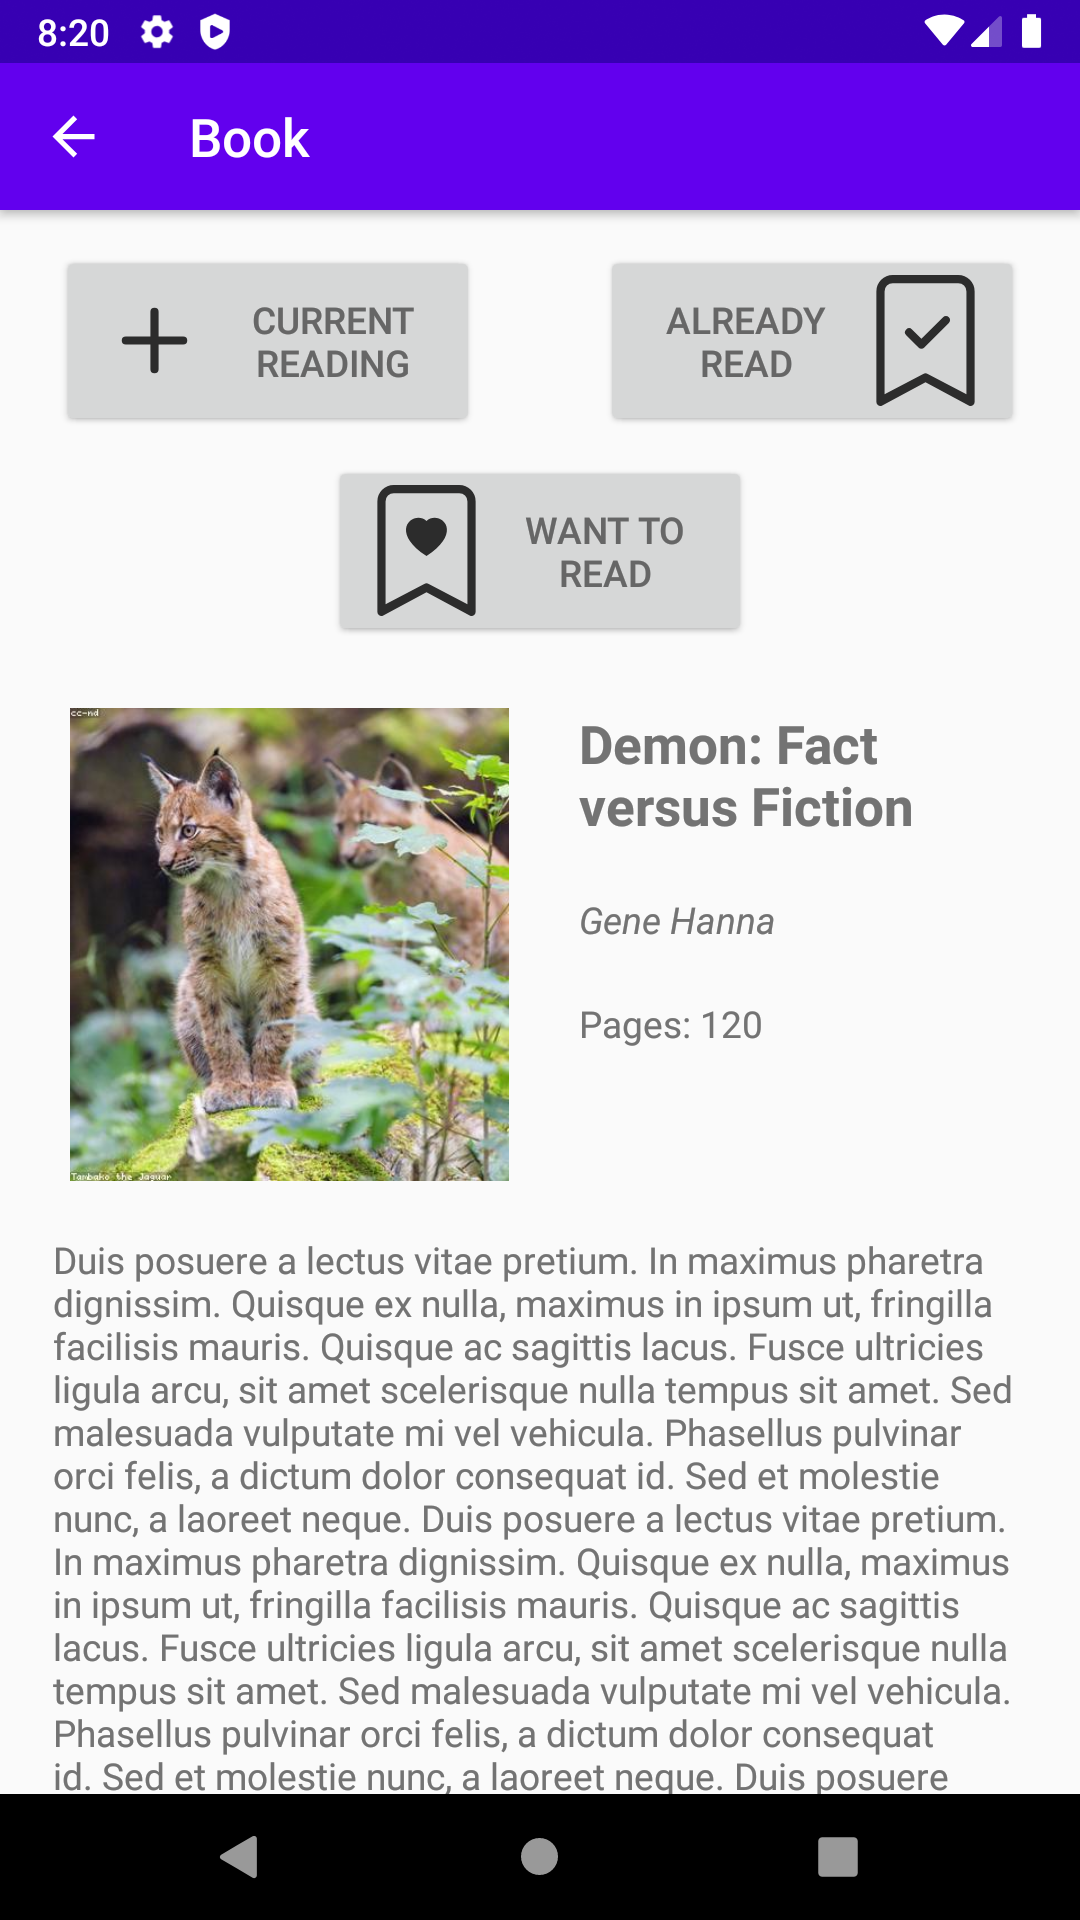 8:20
Book
CURRENT
READING
ALREADY
READ
WANT TO
READ
cc-nd
Tambako the Jaguar
Demon: Fact
versus Fiction
Gene Hanna
Pages: 120
Duis posuere a lectus vitae pretium. In maximus pharetra
dignissim. Quisque ex nulla, maximus in ipsum ut, fringilla
facilisis mauris. Quisque ac sagittis lacus. Fusce ultricies
ligula arcu, sit amet scelerisque nulla tempus sit amet. Sed
malesuada vulputate mi vel vehicula. Phasellus pulvinar
orci felis, a dictum dolor consequat id. Sed et molestie
nunc, a laoreet neque. Duis posuere a lectus vitae pretium.
In maximus pharetra dignissim. Quisque ex nulla, maximus
in ipsum ut, fringilla facilisis mauris. Quisque ac sagittis
lacus. Fusce ultricies ligula arcu, sit amet scelerisque nulla
tempus sit amet. Sed malesuada vulputate mi vel vehicula.
Phasellus pulvinar orci felis, a dictum dolor consequat
id. Sed et molestie nunc, a laoreet neque. Duis posuere